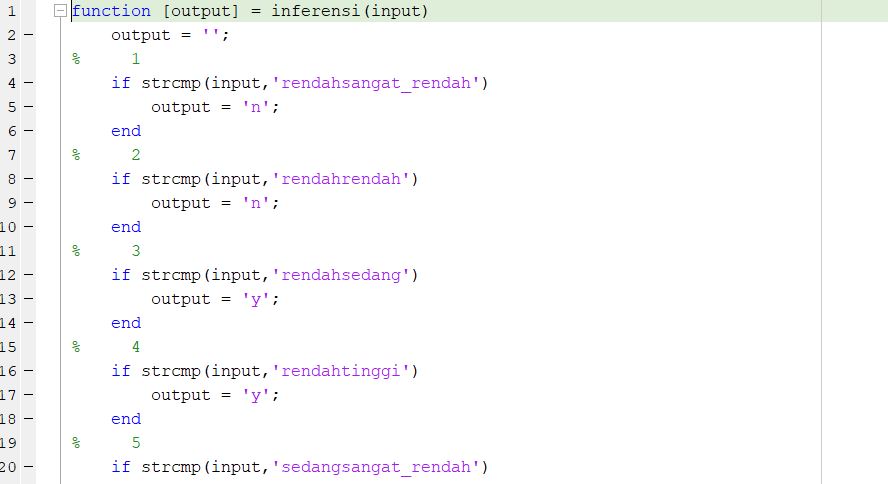 1 function [output] = inferensi(input)
2 – output = '';
3 % 1
4 – if strcmp(input,'rendahsangat_rendah')
5 – output = 'n';
6 – end
7 % 2
8 – if strcmp(input,'rendahrendah')
9 – output = 'n';
10 – end
11 % 3
12 – if strcmp(input,'rendahsedang')
13 – output = 'y';
14 – end
15 % 4
16 – if strcmp(input,'rendahtinggi')
17 – output = 'y';
18 – end
19 % 5
20 – if strcmp(input,'sedangsangat_rendah')